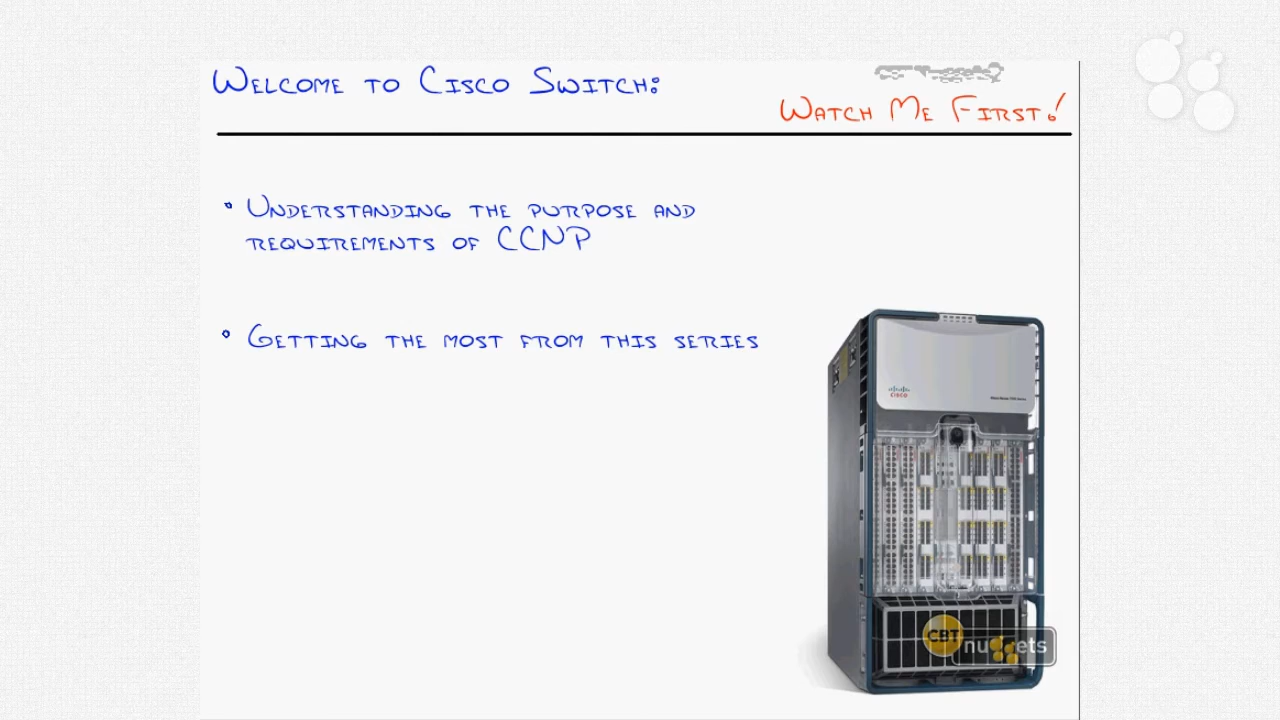 Welcome to Cisco Switch:
Watch Me First!
• Understanding the purpose and
requirements of CCNP
• Getting the most from this series
CISCO
CBT nuggets